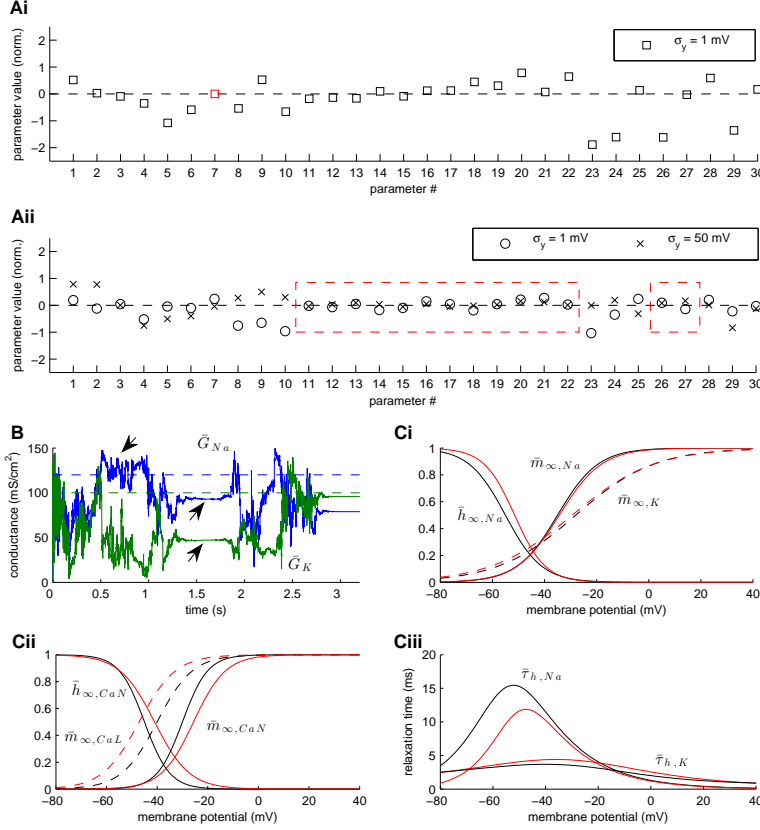 Ai
σy = 1 mV
parameter value (norm.)
2
1
0
−1
−2
1 2 3 4 5 6 7 8 9 10 11 12 13 14 15 16 17 18 19 20 21 22 23 24 25 26 27 28 29 30
parameter #
Aii
σy = 1 mV σy = 50 mV
parameter value (norm.)
2
1
0
−1
−2
1 2 3 4 5 6 7 8 9 10 11 12 13 14 15 16 17 18 19 20 21 22 23 24 25 26 27 28 29 30
parameter #
B
conductance (mS/cm²)
150
100
50
0
ḠNa
ḠK
0 0.5 1 1.5 2 2.5 3
time (s)
Ci
1
0.8
0.6
0.4
0.2
0
m̄∞,Na
h̄∞,Na
m̄∞,K
−80 −60 −40 −20 0 20 40
membrane potential (mV)
Cii
1
0.8
0.6
0.4
0.2
0
h̄∞,CaN
m̄∞,CaL
m̄∞,CaN
−80 −60 −40 −20 0 20 40
membrane potential (mV)
Ciii
relaxation time (ms)
20
15
10
5
0
τ̄h,Na
τ̄h,K
−80 −60 −40 −20 0 20 40
membrane potential (mV)